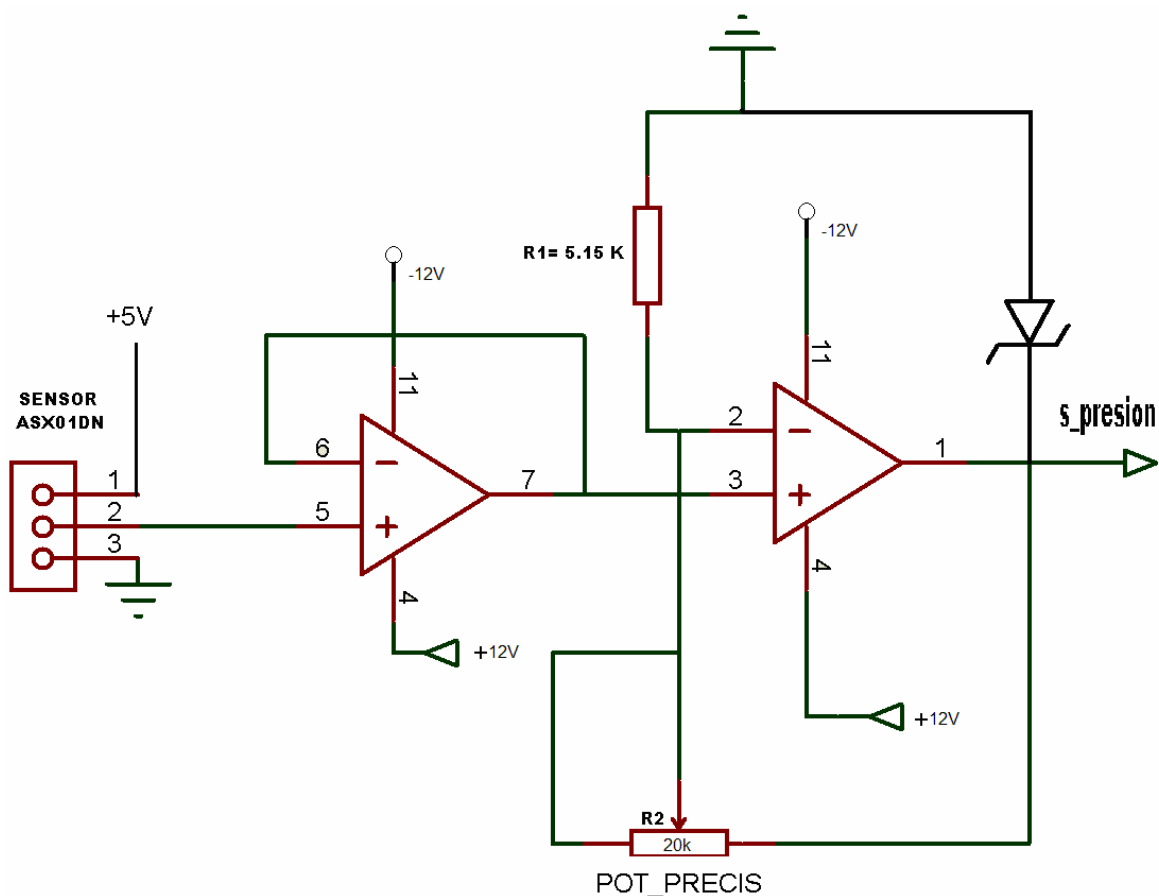 -12V
R1= 5.15 K
-12V
+5V
11
11
SENSOR
ASX01DN
s_presion
2
1
6
1
7
3
2
5
3
4
4
+12V
+12V
R2
20k
POT_PRECIS